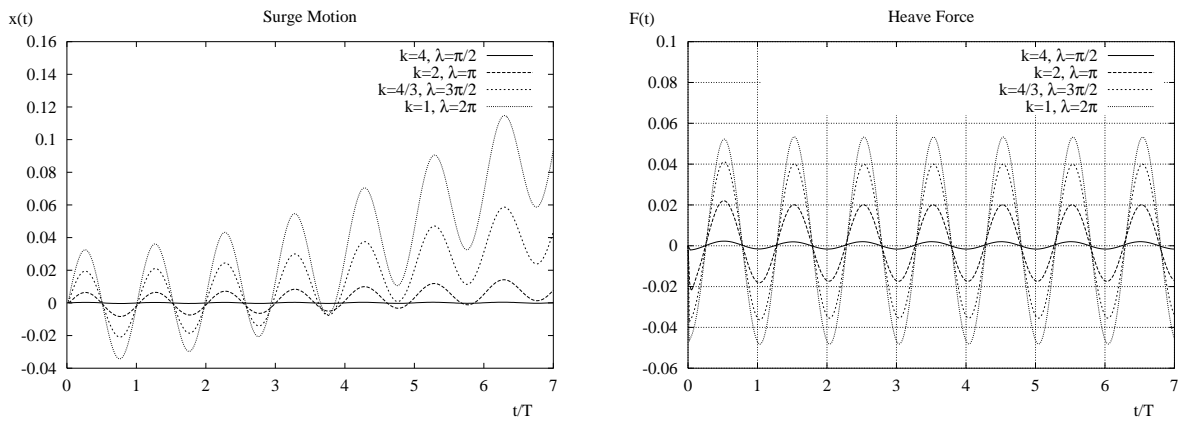 x(t)
Surge Motion
0.16
0.14
0.12
0.1
0.08
0.06
0.04
0.02
0
-0.02
-0.04
k=4, λ=π/2
k=2, λ=π
k=4/3, λ=3π/2
k=1, λ=2π
0 1 2 3 4 5 6 7
t/T
F(t)
Heave Force
0.1
0.08
0.06
0.04
0.02
0
-0.02
-0.04
-0.06
k=4, λ=π/2
k=2, λ=π
k=4/3, λ=3π/2
k=1, λ=2π
0 1 2 3 4 5 6 7
t/T